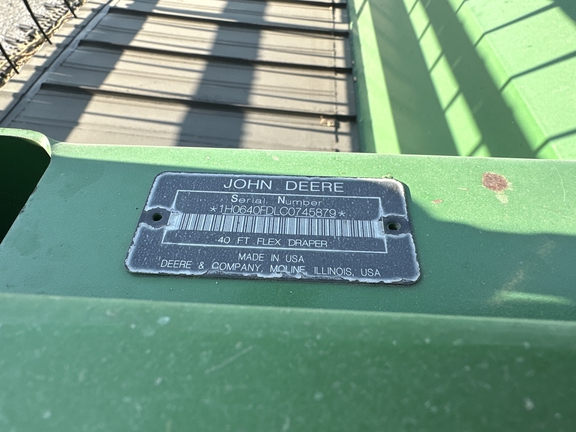 JOHN DEERE
Serial Number
*1H0640FDLC0745879*
40 FT FLEX DRAPER
MADE IN USA
DEERE & COMPANY, MOLINE, ILLINOIS, USA